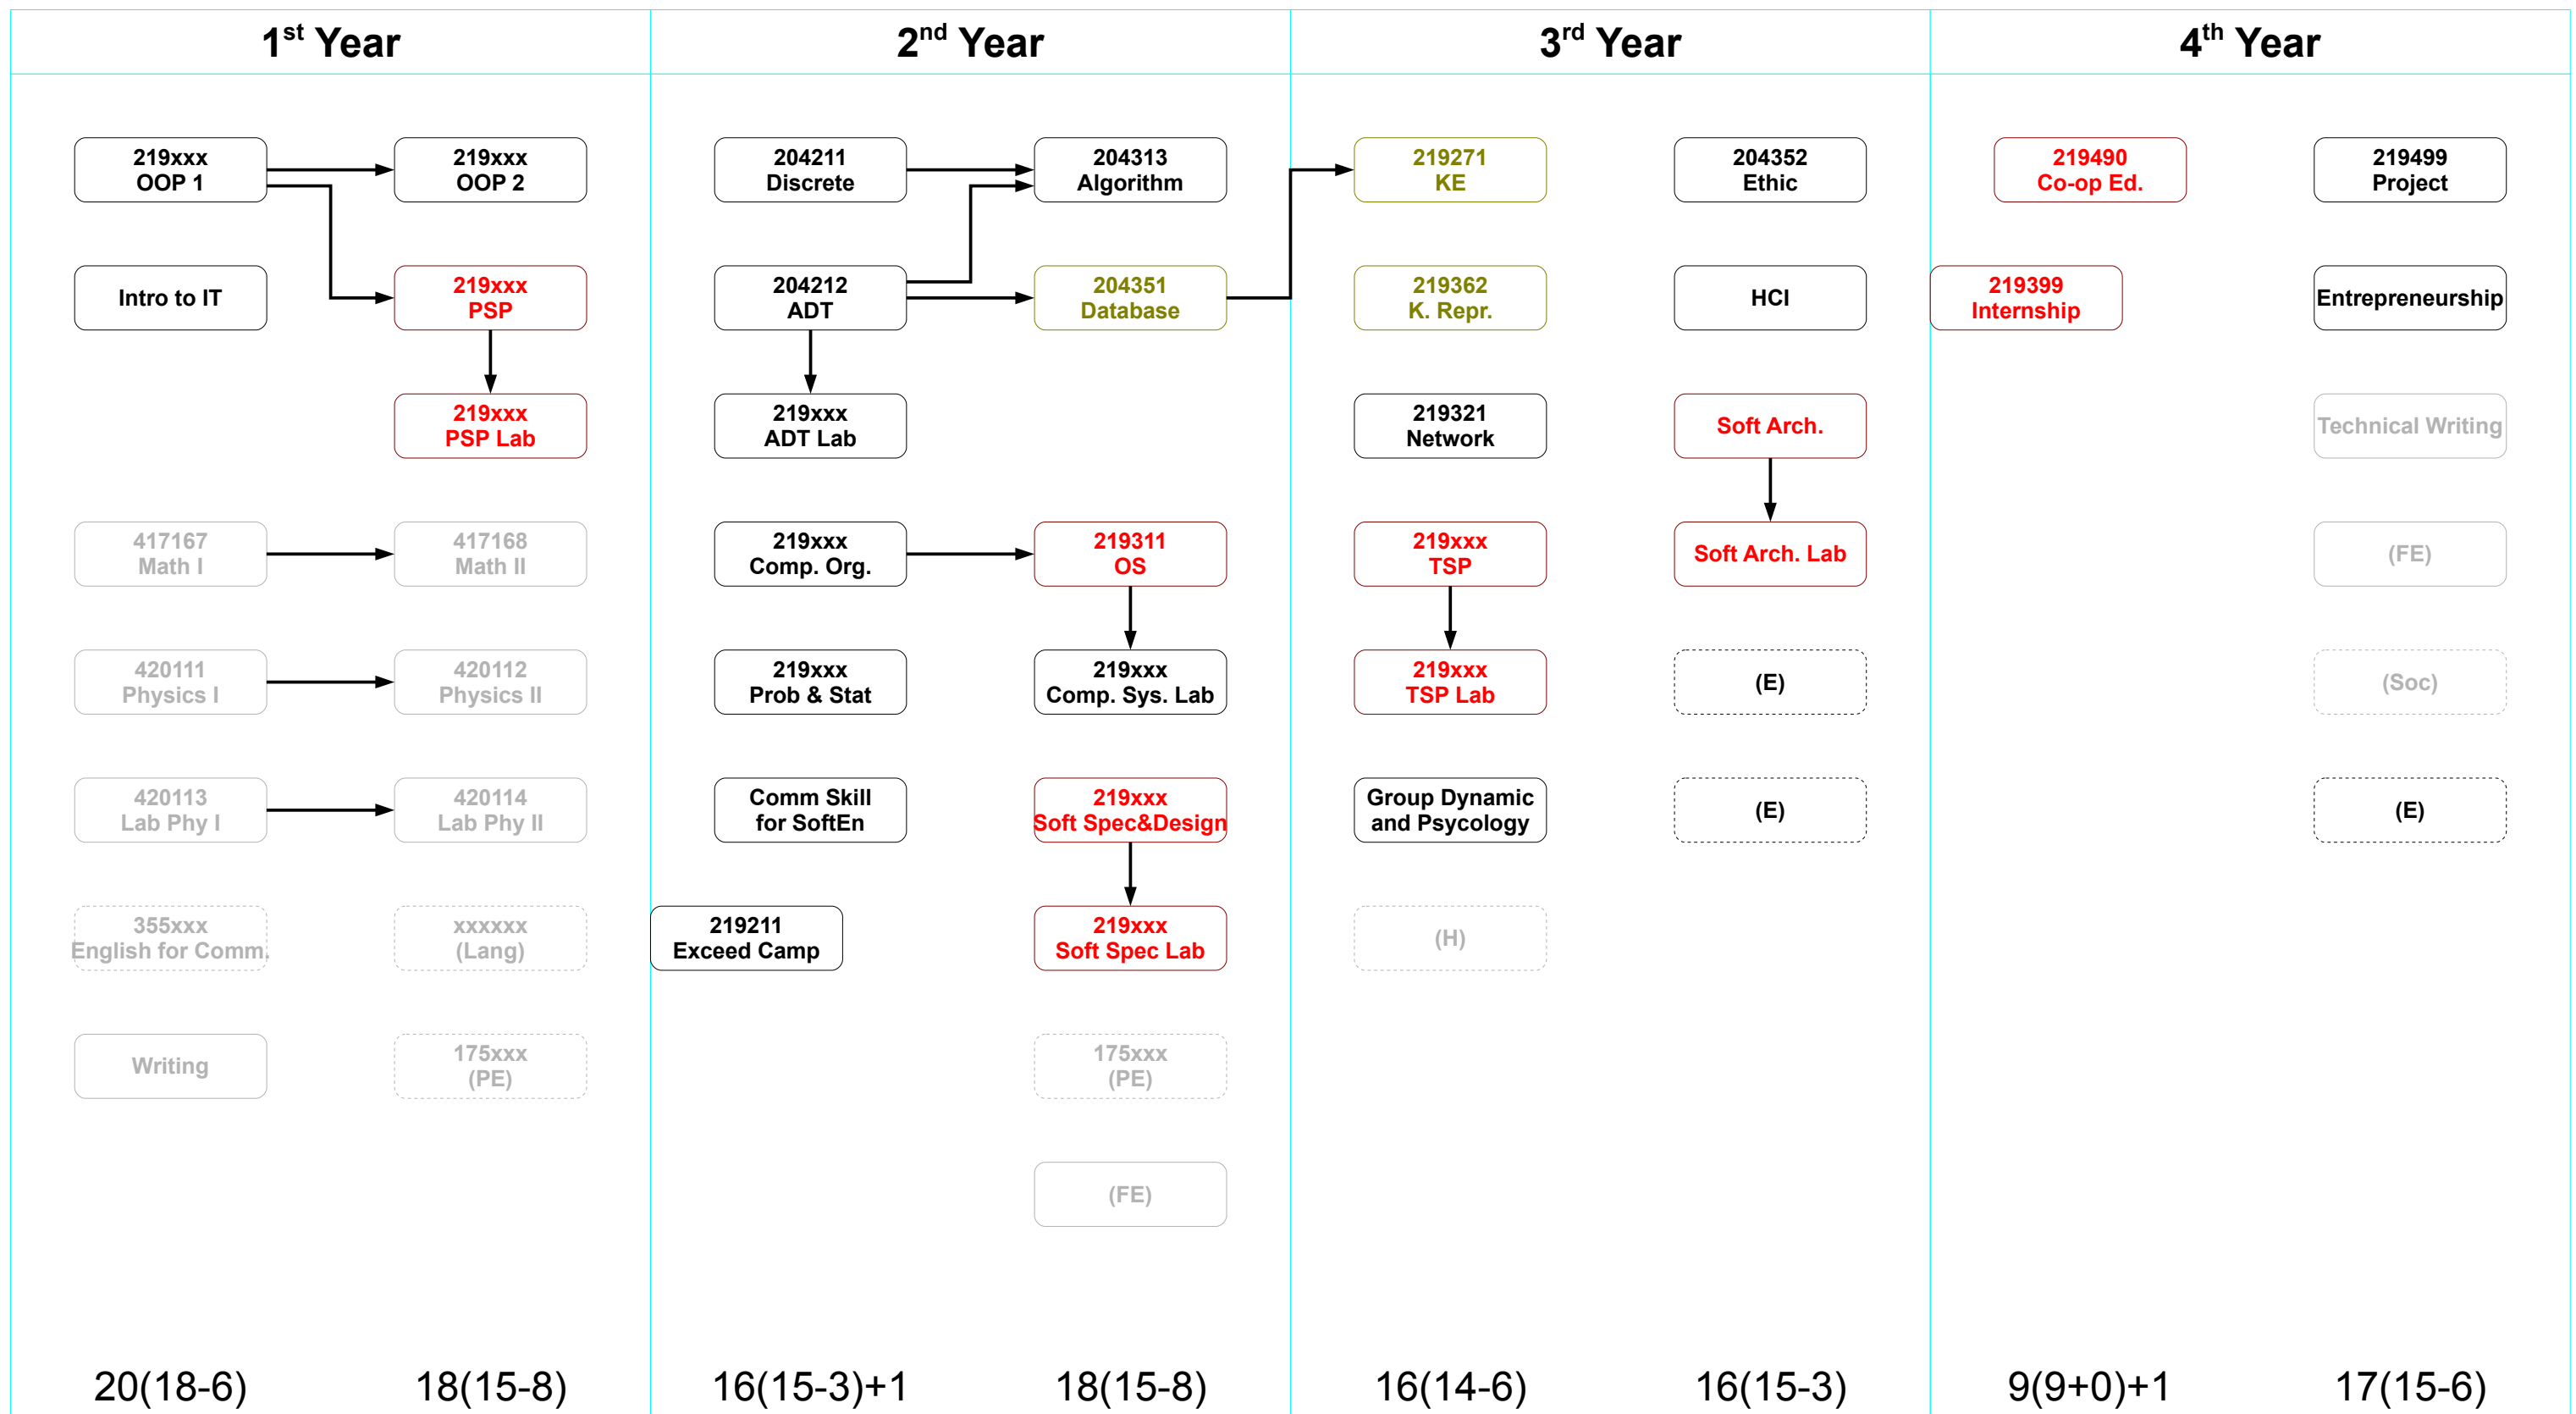 1st Year
2nd Year
3rd Year
4th Year
219xxx
OOP 1
219xxx
OOP 2
204211
Discrete
204313
Algorithm
219271
KE
204352
Ethic
219490
Co-op Ed.
219499
Project
Intro to IT
219xxx
PSP
204212
ADT
204351
Database
219362
K. Repr.
HCI
219399
Internship
Entrepreneurship
219xxx
PSP Lab
219xxx
ADT Lab
219321
Network
Soft Arch.
Technical Writing
417167
Math I
417168
Math II
219xxx
Comp. Org.
219311
OS
219xxx
TSP
Soft Arch. Lab
(FE)
420111
Physics I
420112
Physics II
219xxx
Prob & Stat
219xxx
Comp. Sys. Lab
219xxx
TSP Lab
(E)
(Soc)
420113
Lab Phy I
420114
Lab Phy II
Comm Skill
for SoftEn
219xxx
Soft Spec&Design
Group Dynamic
and Psycology
(E)
(E)
355xxx
English for Comm.
xxxxxx
(Lang)
219211
Exceed Camp
219xxx
Soft Spec Lab
(H)
Writing
175xxx
(PE)
175xxx
(PE)
(FE)
20(18-6)
18(15-8)
16(15-3)+1
18(15-8)
16(14-6)
16(15-3)
9(9+0)+1
17(15-6)